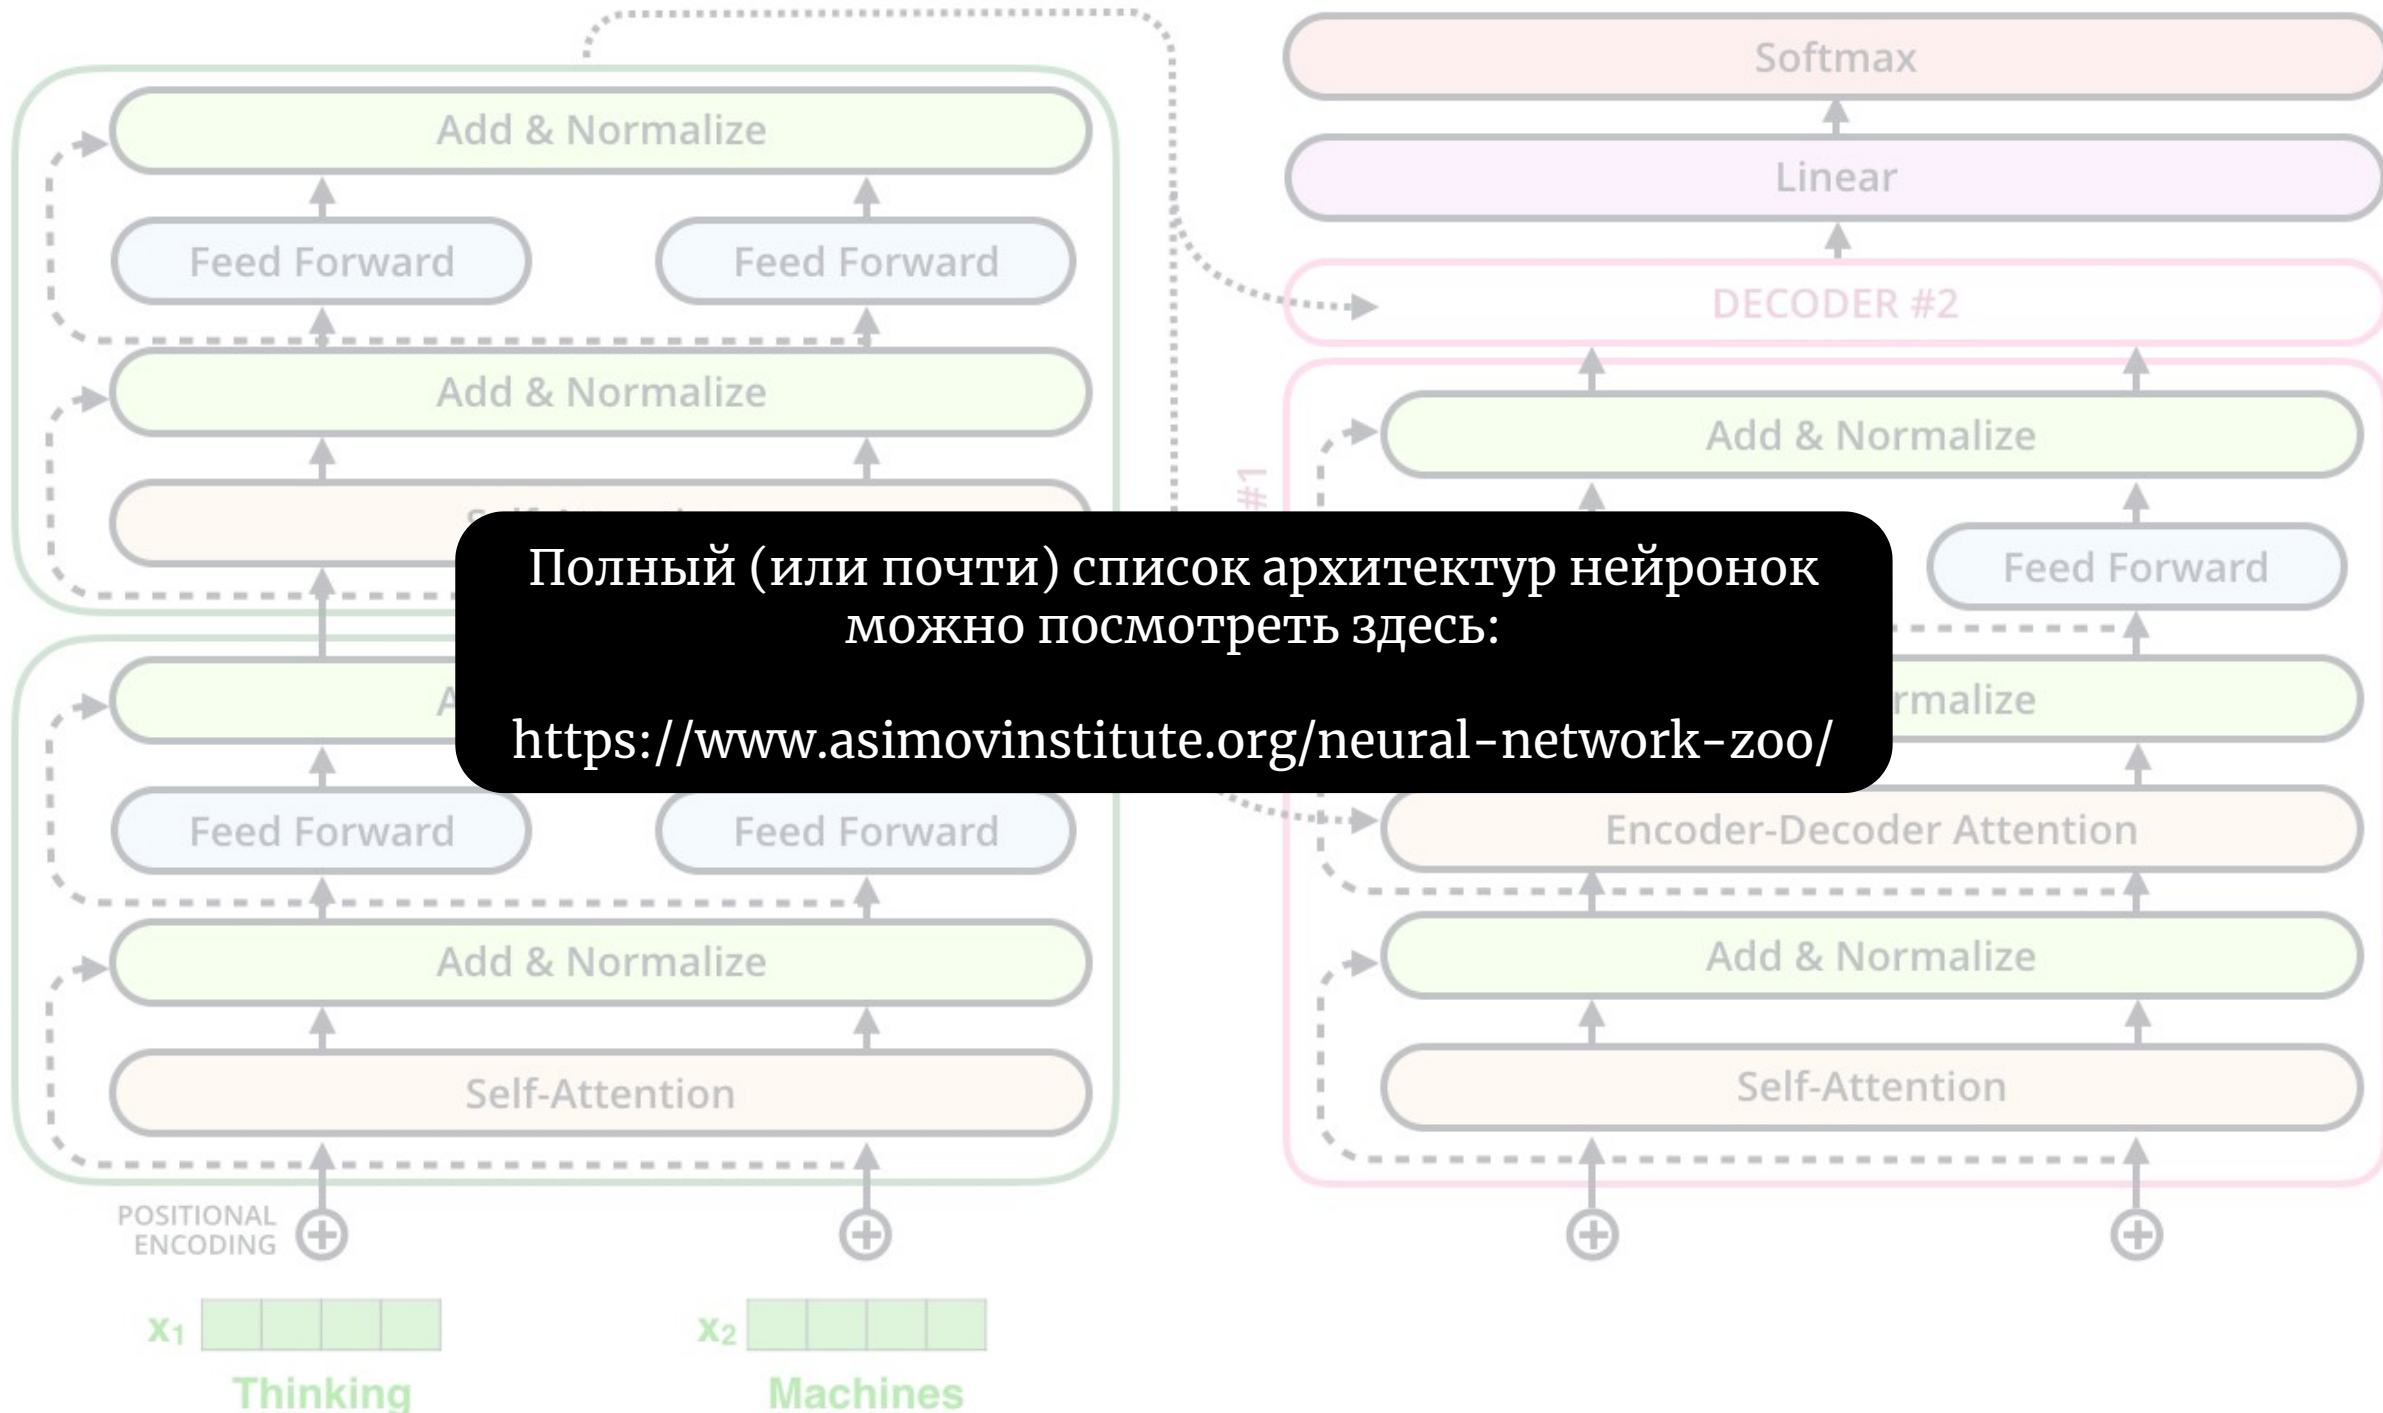 Softmax
Add & Normalize
Linear
Feed Forward
Feed Forward
DECODER #2
Add & Normalize
Add & Normalize
#1
Полный (или почти) список архитектур нейронок
можно посмотреть здесь:
https://www.asimovinstitute.org/neural-network-zoo/
Feed Forward
Feed Forward
Feed Forward
Encoder-Decoder Attention
Add & Normalize
Add & Normalize
Self-Attention
Self-Attention
POSITIONAL
ENCODING
x₁
x₂
Thinking
Machines